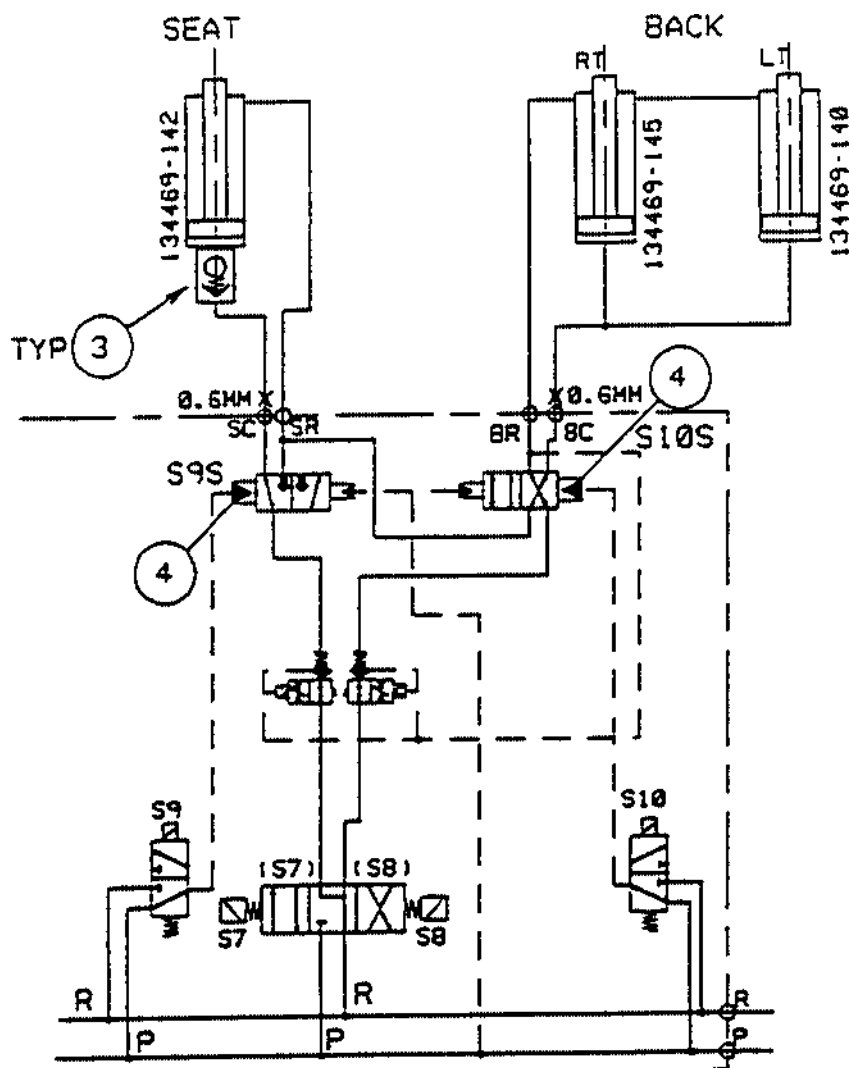 SEAT
BACK
RT
LT
134469-142
134469-145
134469-140
TYP 3
0.6MM
SC
SR
0.6MM
4
BR
BC
S10S
S9S
4
S9
S10
(S7)
(S8)
S7
S8
R
R
R
P
P
P